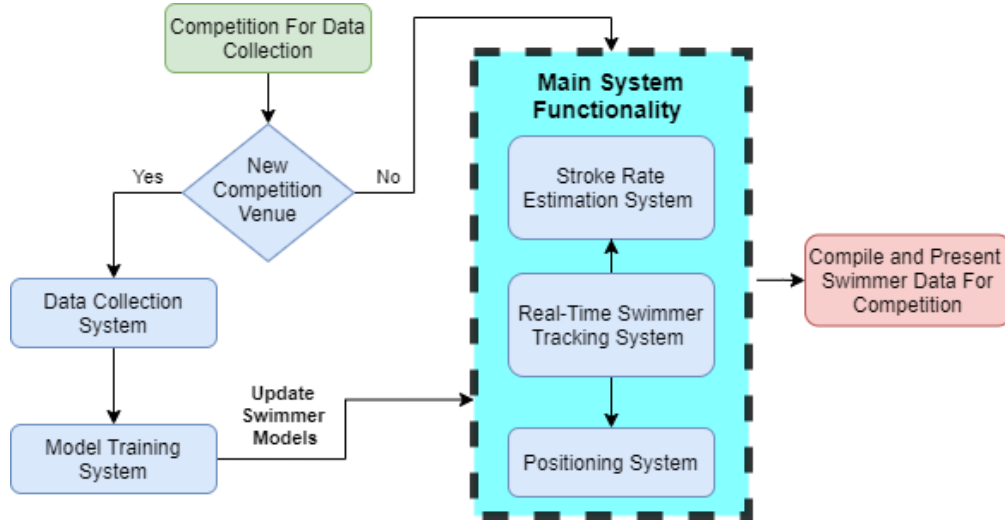 Competition For Data
Collection
New
Competition
Venue
Yes
No
Data Collection
System
Model Training
System
Update
Swimmer
Models
Main System
Functionality
Stroke Rate
Estimation System
Real-Time Swimmer
Tracking System
Positioning System
Compile and Present
Swimmer Data For
Competition